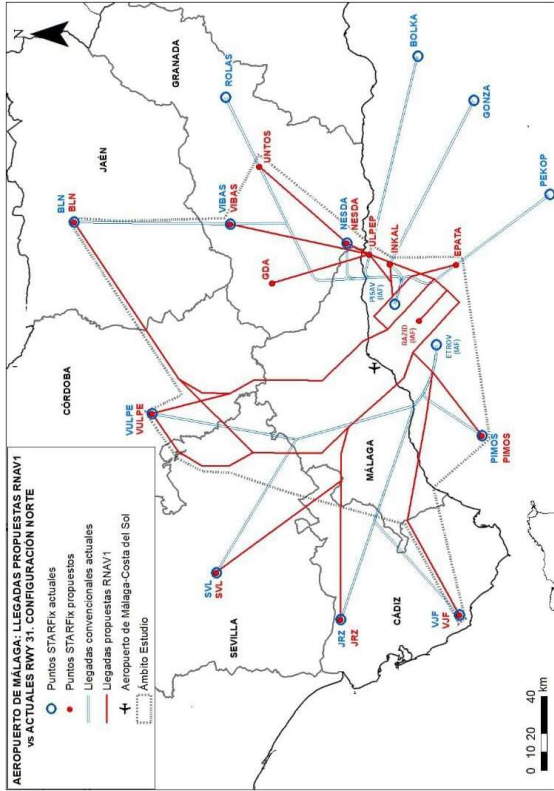 AEROPUERTO DE MÁLAGA: LLEGADAS PROPUESTAS RNAV1
vs ACTUALES RWY 31. CONFIGURACIÓN NORTE
Puntos STARFix actuales
Puntos STARFix propuestos
Llegadas convencionales actuales
Llegadas propuestas RNAV1
Aeropuerto de Málaga-Costa del Sol
Ámbito Estudio
N
CÓRDOBA
JAÉN
GRANADA
SEVILLA
MÁLAGA
CÁDIZ
BLN
BLN
VULPE
VULPE
VIBAS
VIBAS
ROLAS
UNTOS
GDA
NESDA
NESDA
ULPEP
INKAL
EPATA
PISAV
(IAF)
RAZID
(IAF)
ETROV
(IAF)
BOLKA
GONZA
PEKOP
SVL
SVL
JRZ
JRZ
VJF
VJF
PIMOS
PIMOS
0 10 20 30 40
km